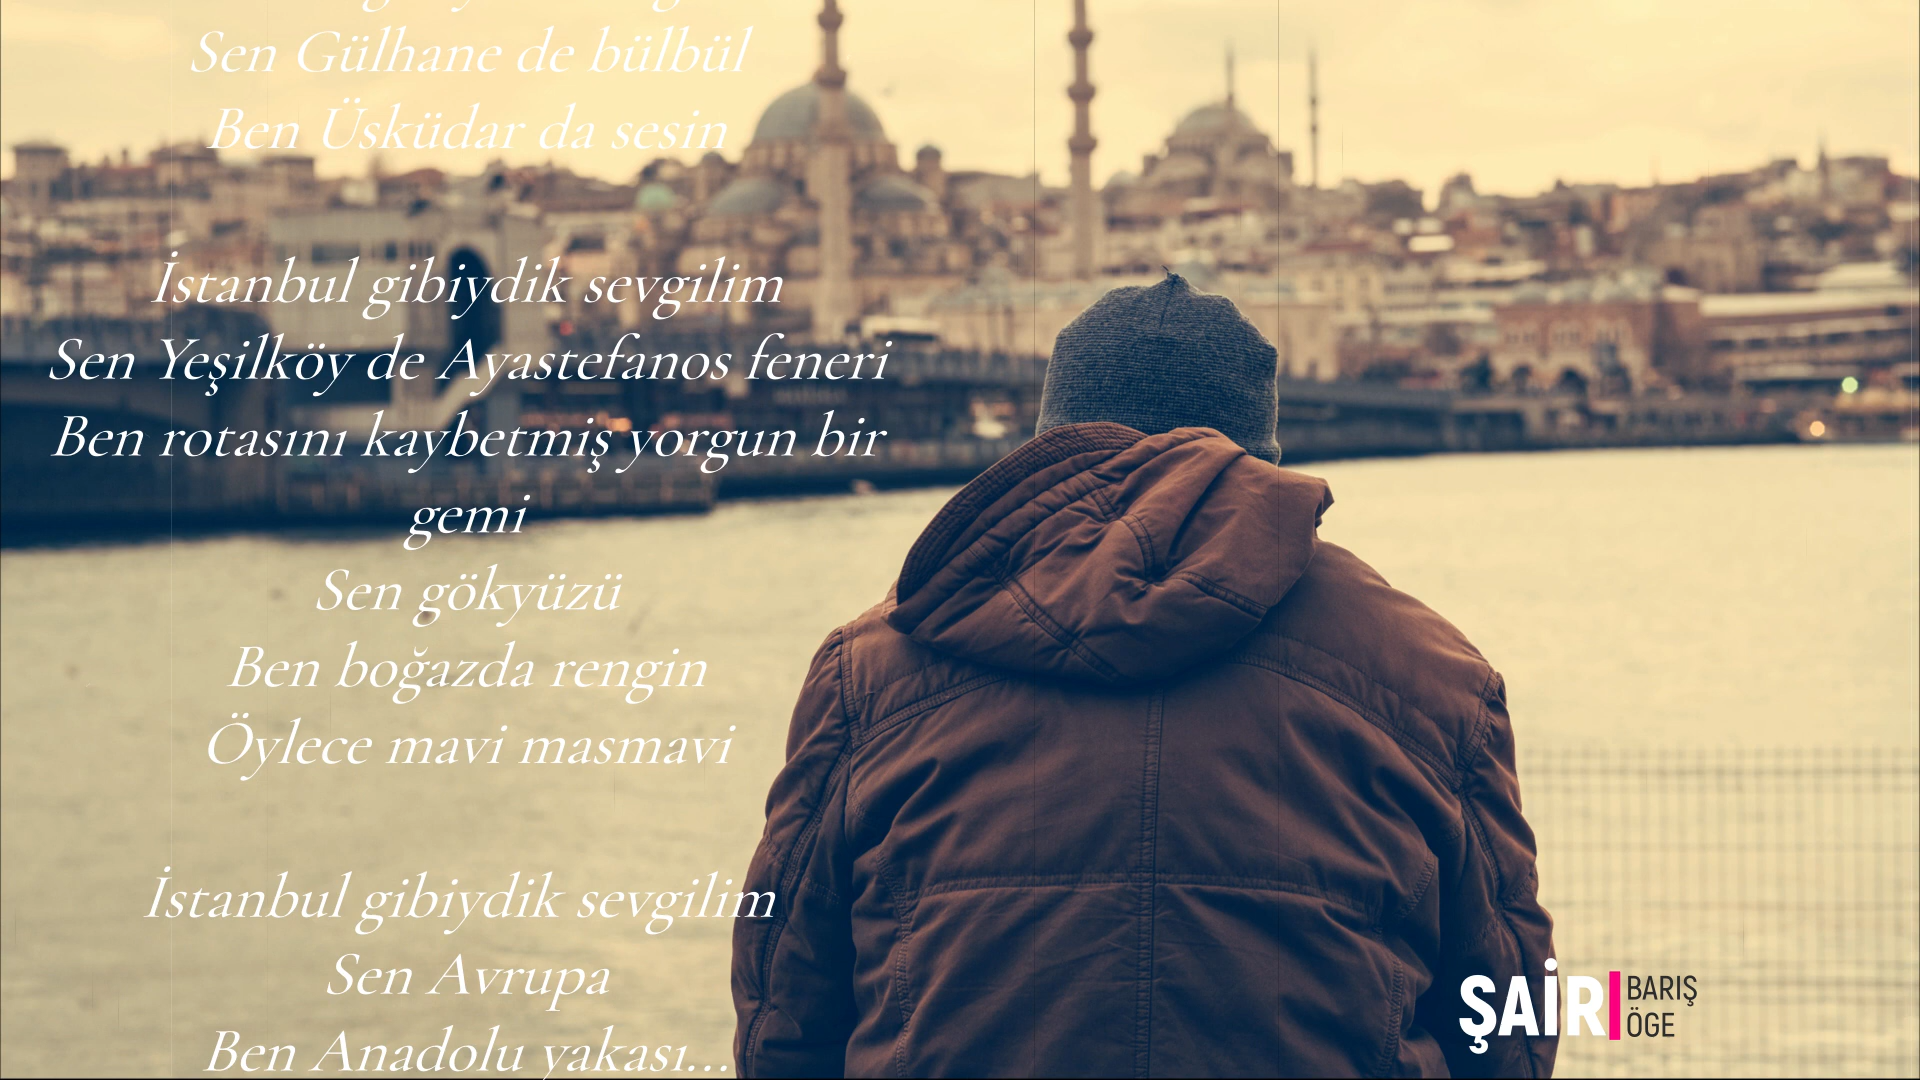 Sen Gülhane de bülbül
Ben Üsküdar da sesin
İstanbul gibiydik sevgilim
Sen Yeşilköy de Ayastefanos feneri
Ben rotasını kaybetmiş yorgun bir
gemi
Sen gökyüzü
Ben boğazda rengin
Öylece mavi masmavi
İstanbul gibiydik sevgilim
Sen Avrupa
Ben Anadolu yakası...
ŞAİR
BARIŞ
ÖGE